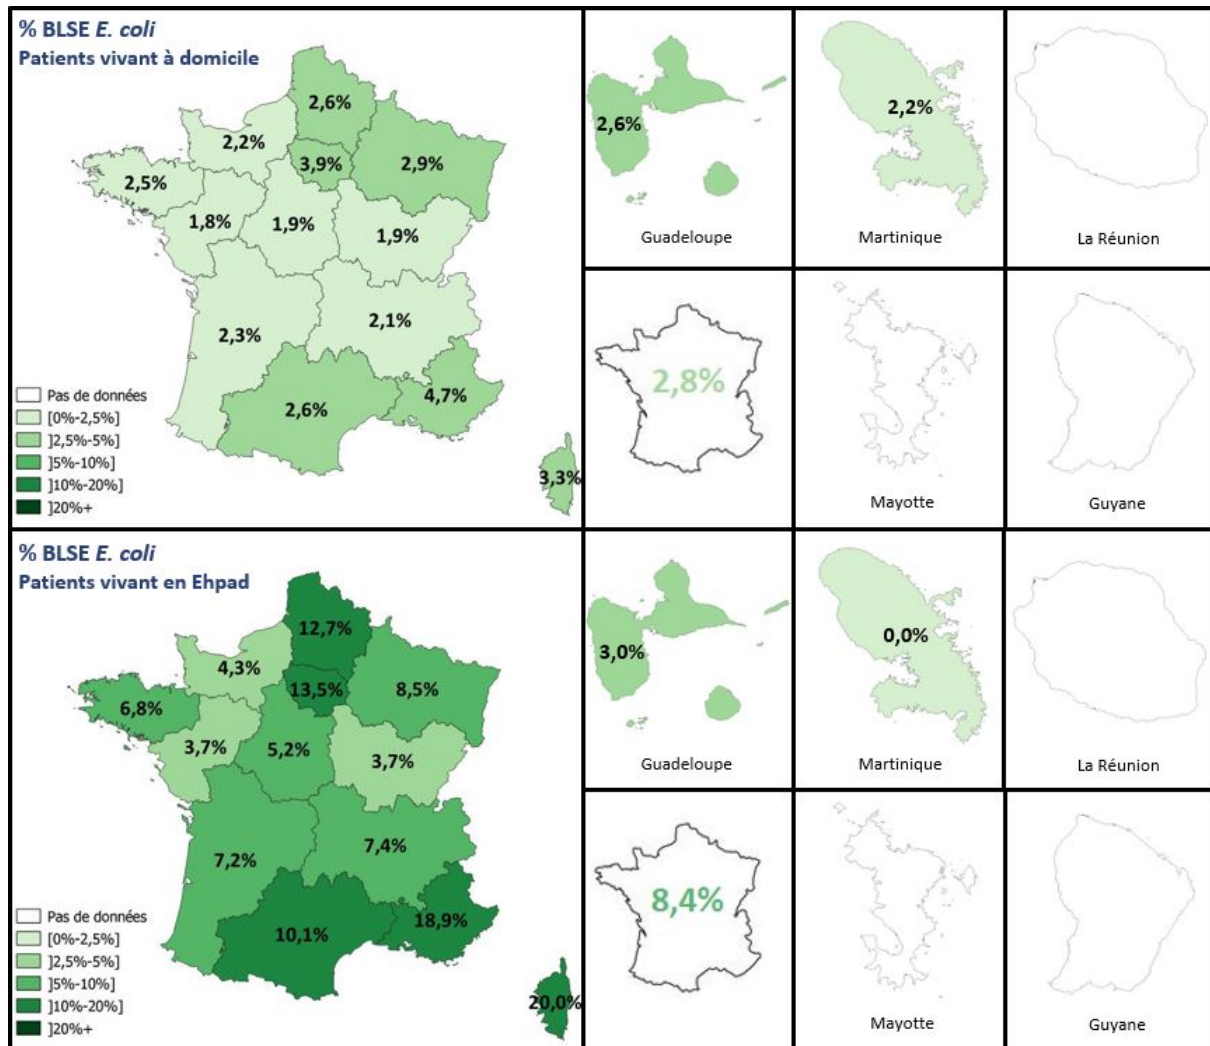 % BLSE E. coli
Patients vivant à domicile
2,6%
2,2%
3,9%
2,9%
2,5%
1,8%
1,9%
1,9%
2,3%
2,1%
2,6%
4,7%
3,3%
Pas de données
[0%-2,5%]
]2,5%-5%]
]5%-10%]
]10%-20%]
]20%+
2,6%
Guadeloupe
2,2%
Martinique
La Réunion
2,8%
Mayotte
Guyane
% BLSE E. coli
Patients vivant en Ehpad
12,7%
4,3%
13,5%
8,5%
6,8%
3,7%
5,2%
3,7%
7,2%
7,4%
10,1%
18,9%
20,0%
Pas de données
[0%-2,5%]
]2,5%-5%]
]5%-10%]
]10%-20%]
]20%+
3,0%
Guadeloupe
0,0%
Martinique
La Réunion
8,4%
Mayotte
Guyane